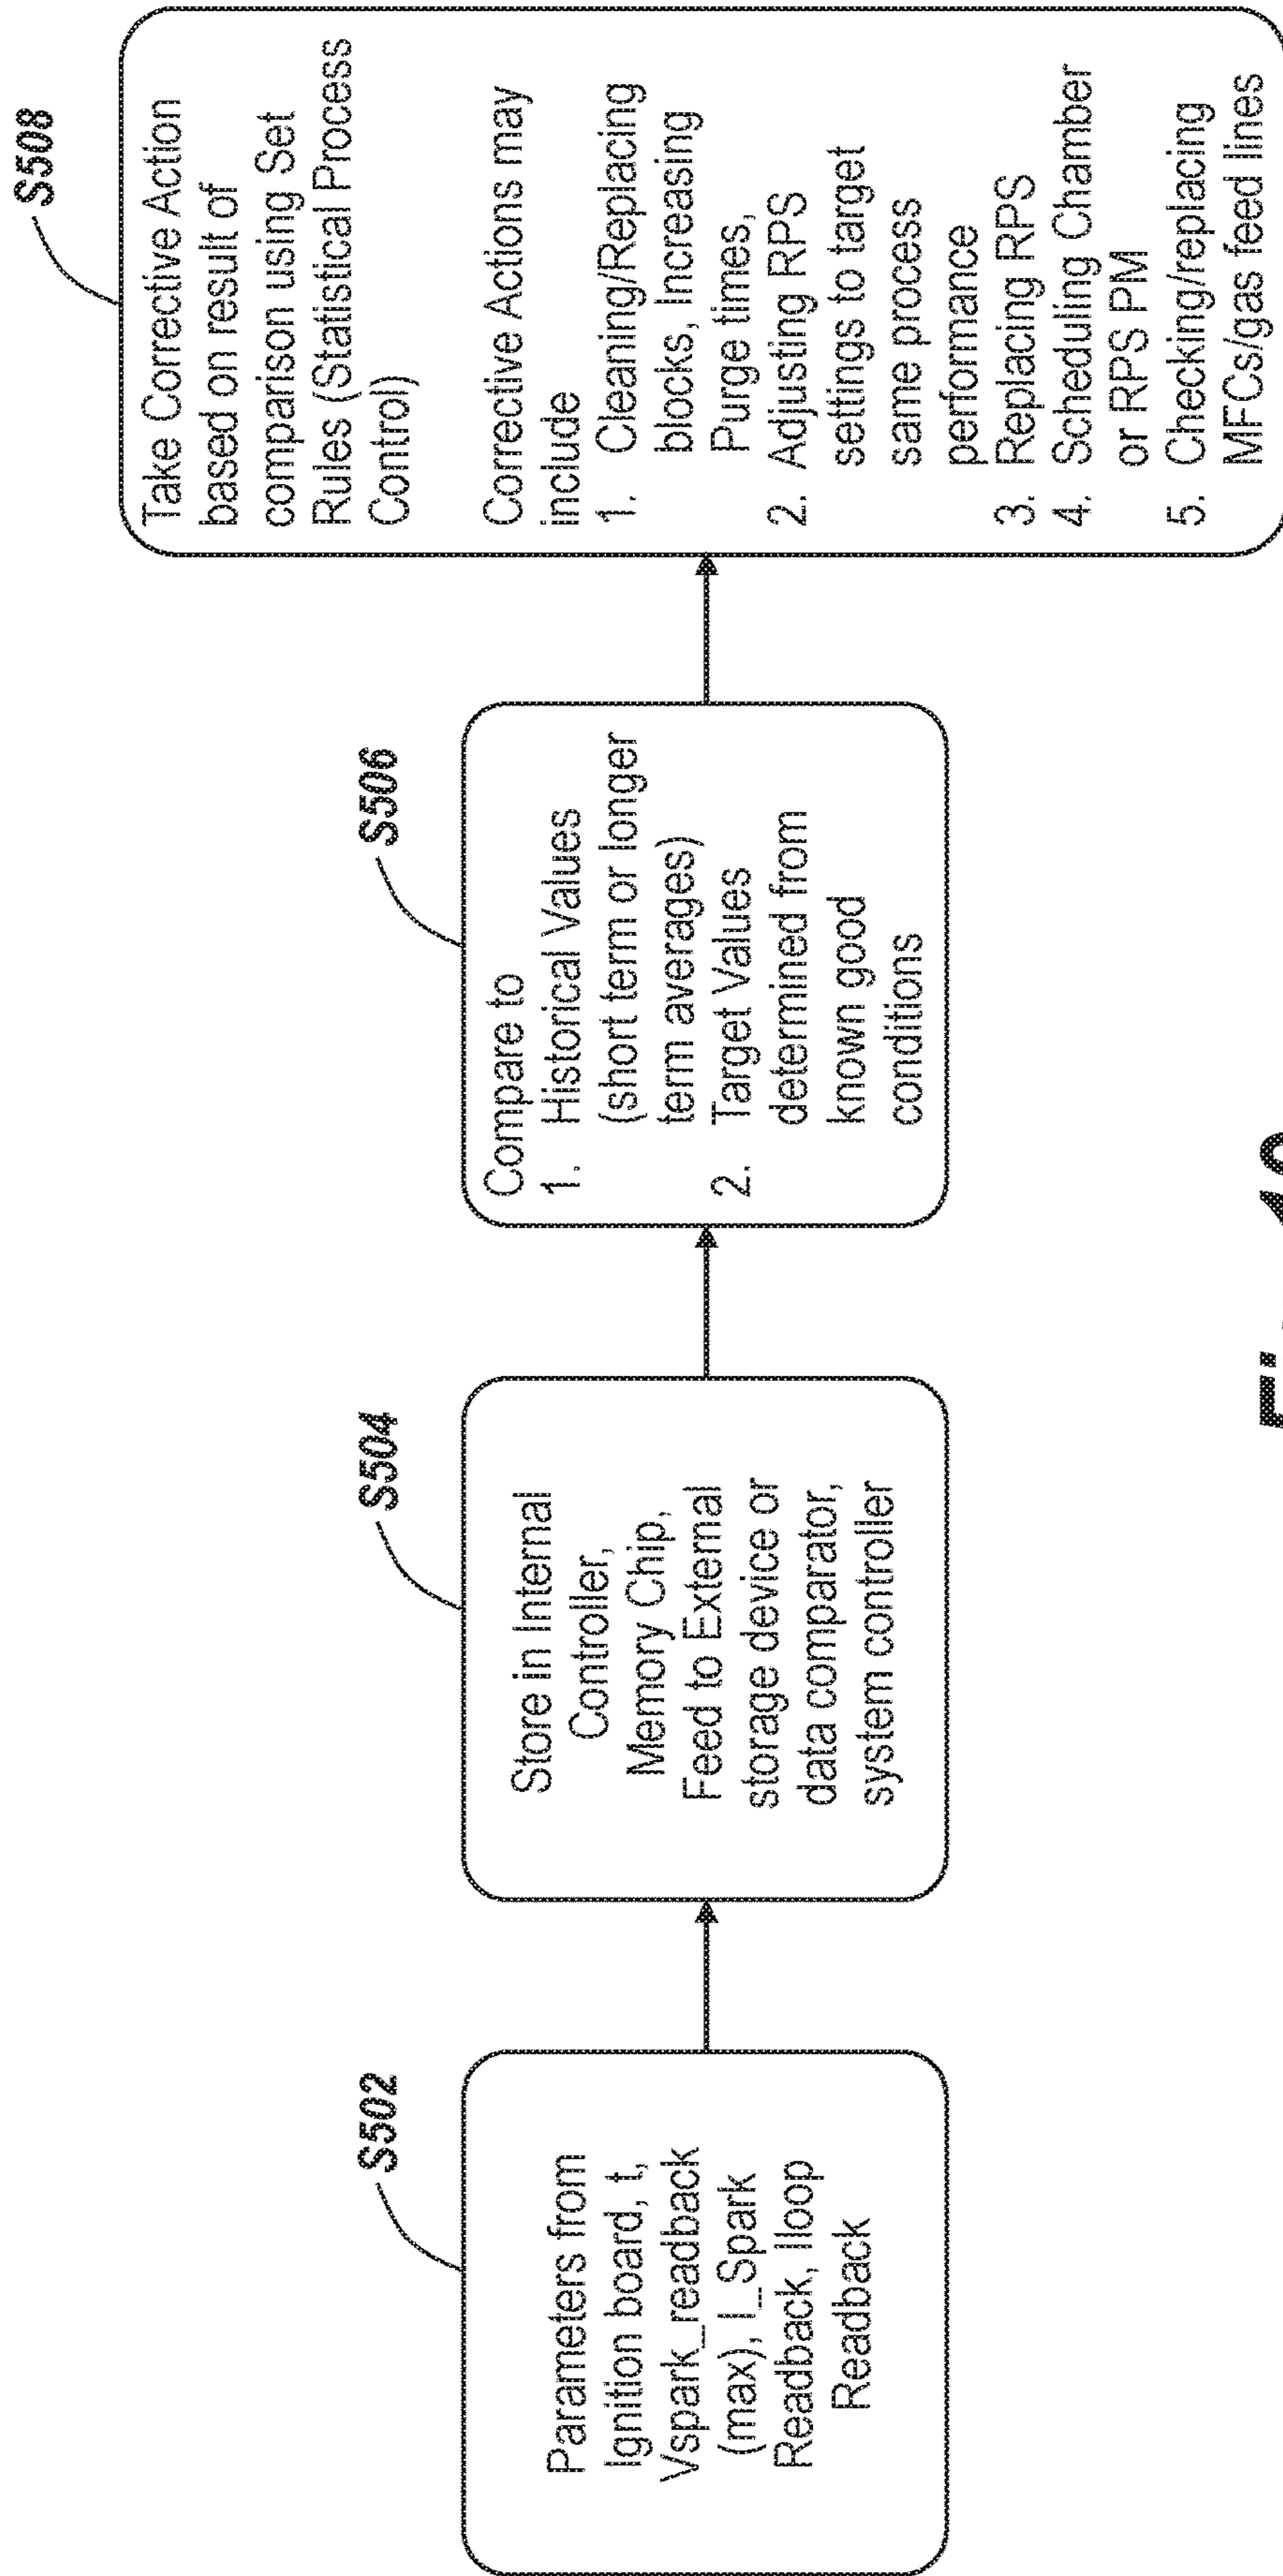 S502
Parameters from
Ignition board, t,
Vspark_readback
(max), I_Spark
Readback, Iloop
Readback
S504
Store in Internal
Controller,
Memory Chip,
Feed to External
storage device or
data comparator,
system controller
S506
Compare to
1. Historical Values
(short term or longer
term averages)
2. Target Values
determined from
known good
conditions
S508
Take Corrective Action
based on result of
comparison using Set
Rules (Statistical Process
Control)
Corrective Actions may
include
1. Cleaning/Replacing
blocks, Increasing
Purge times,
2. Adjusting RPS
settings to target
same process
performance
3. Replacing RPS
4. Scheduling Chamber
or RPS PM
5. Checking/replacing
MFCs/gas feed lines